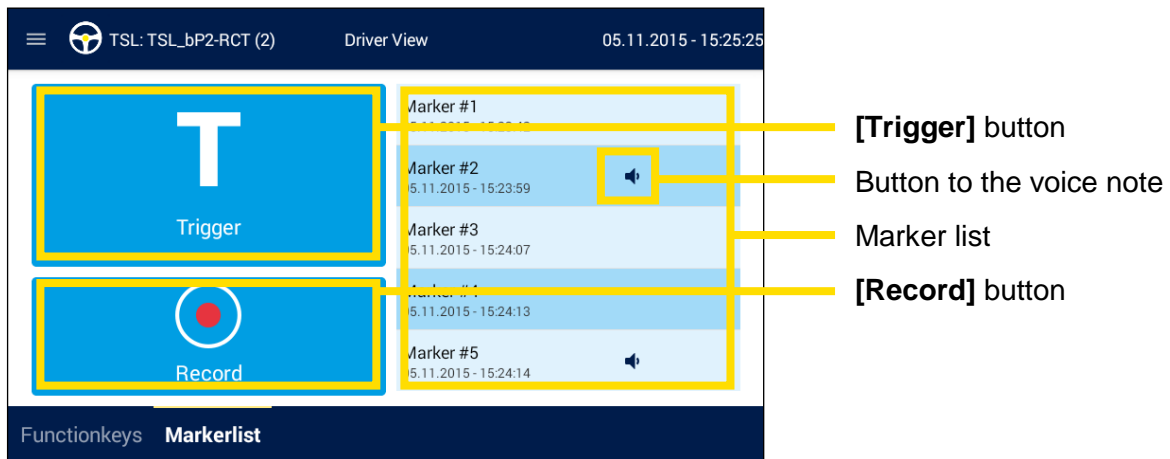 TSL: TSL_bP2-RCT (2) Driver View 05.11.2015 - 15:25:25
T
Trigger
Record
Marker #1
Marker #2
05.11.2015 - 15:23:59
Marker #3
05.11.2015 - 15:24:07
Marker #4
05.11.2015 - 15:24:13
Marker #5
05.11.2015 - 15:24:14
[Trigger] button
Button to the voice note
Marker list
[Record] button
Functionkeys Markerlist